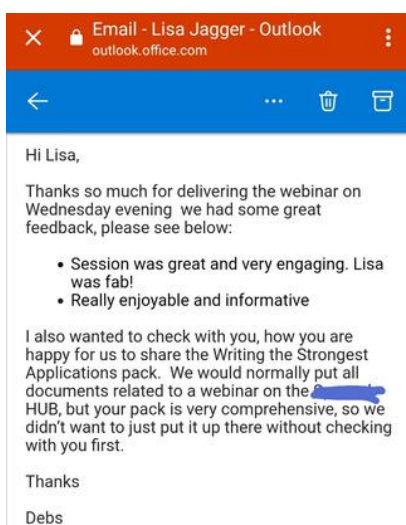 Email - Lisa Jagger - Outlook
outlook.office.com
Hi Lisa,
Thanks so much for delivering the webinar on
Wednesday evening  we had some great
feedback, please see below:
• Session was great and very engaging. Lisa
was fab!
• Really enjoyable and informative
I also wanted to check with you, how you are
happy for us to share the Writing the Strongest
Applications pack.  We would normally put all
documents related to a webinar on the
HUB, but your pack is very comprehensive, so we
didn't want to just put it up there without checking
with you first.
Thanks
Debs